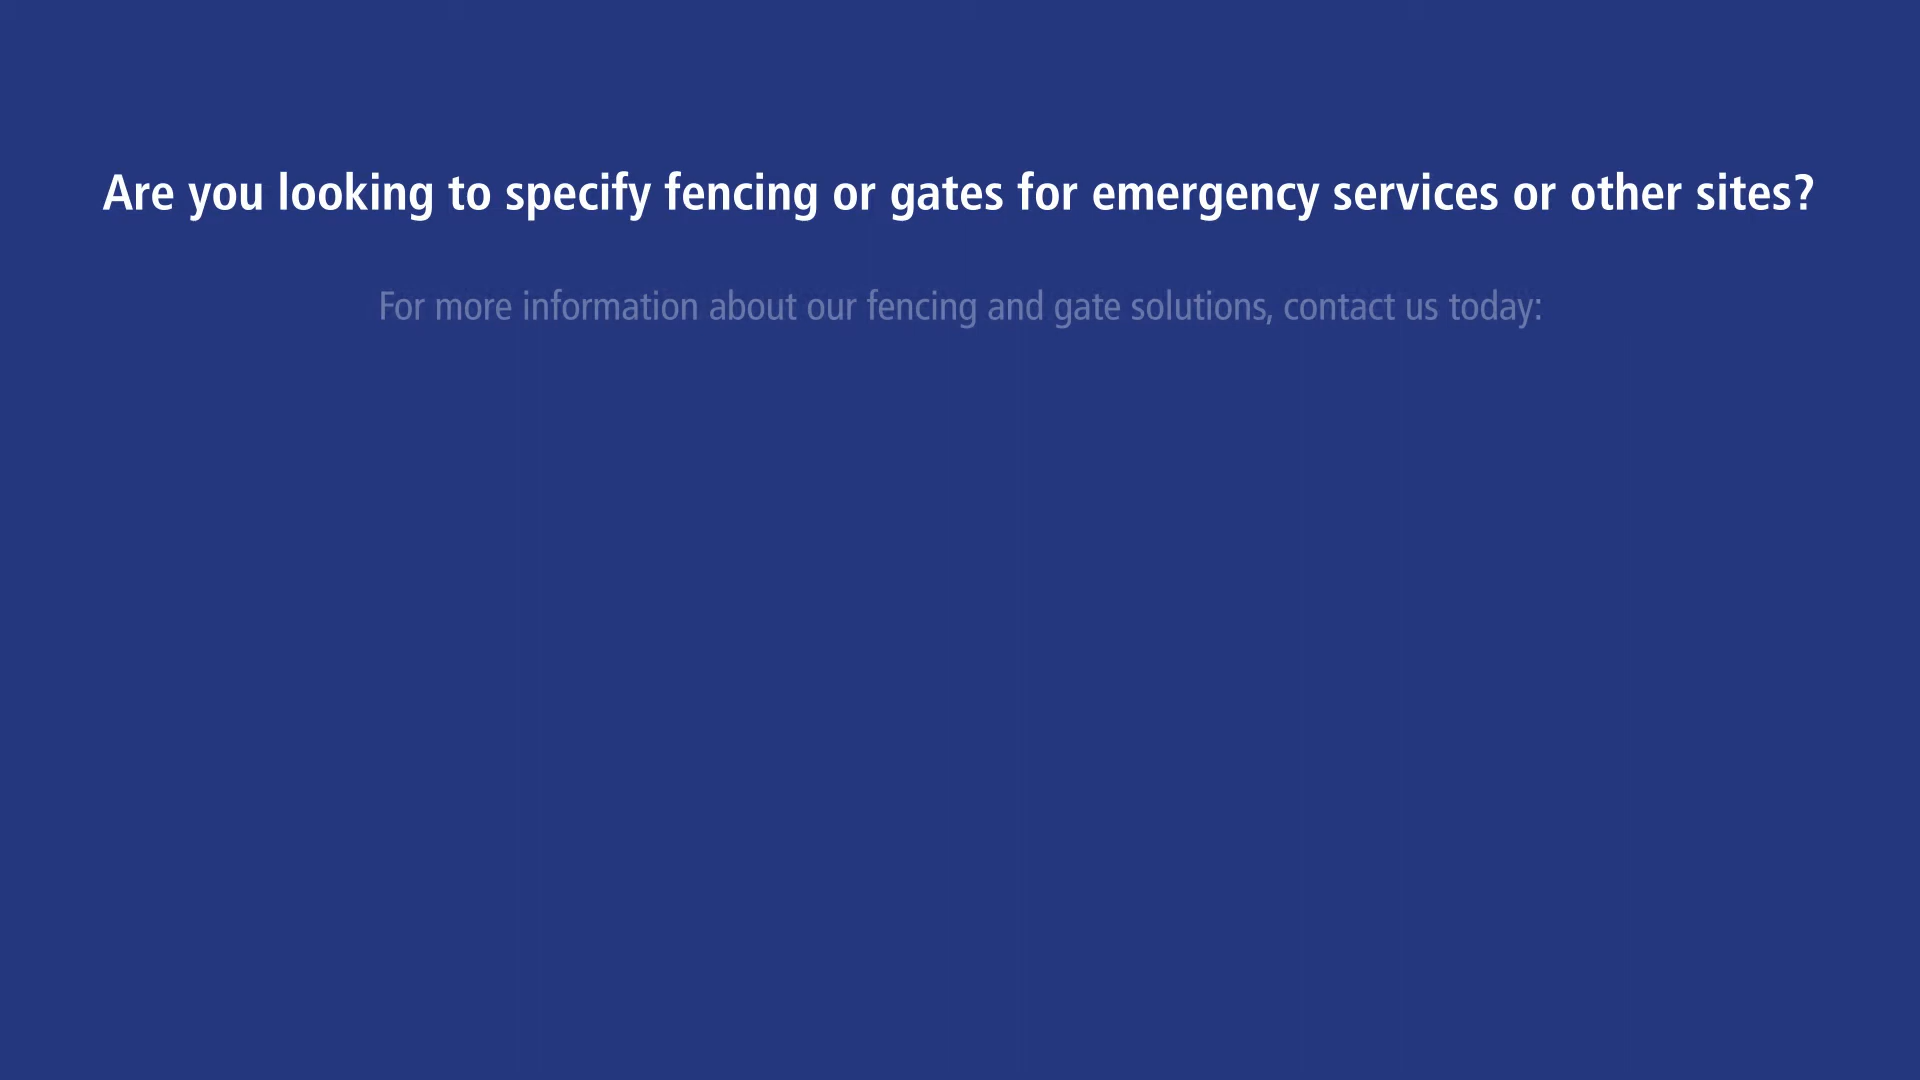 Are you looking to specify fencing or gates for emergency services or other sites?
For more information about our fencing and gate solutions, contact us today: